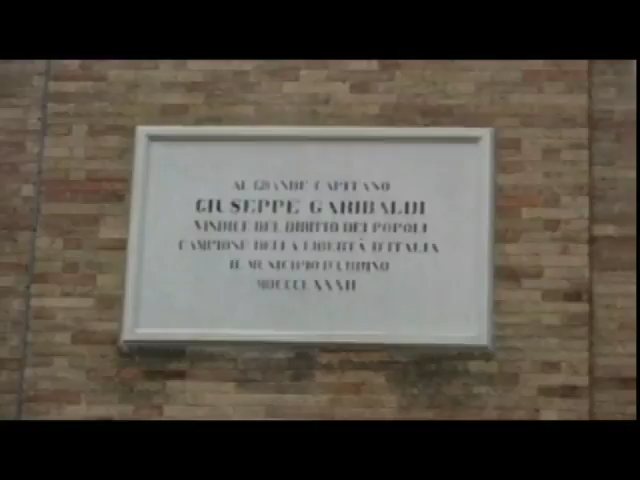 AL GRANDE CAPITANO
GIUSEPPE GARIBALDI
VINDICE DEL DIRITTO DEI POPOLI
CAMPIONE DELLA LIBERTÀ D'ITALIA
IL MUNICIPIO D'URBINO
MDCCCLXXXII